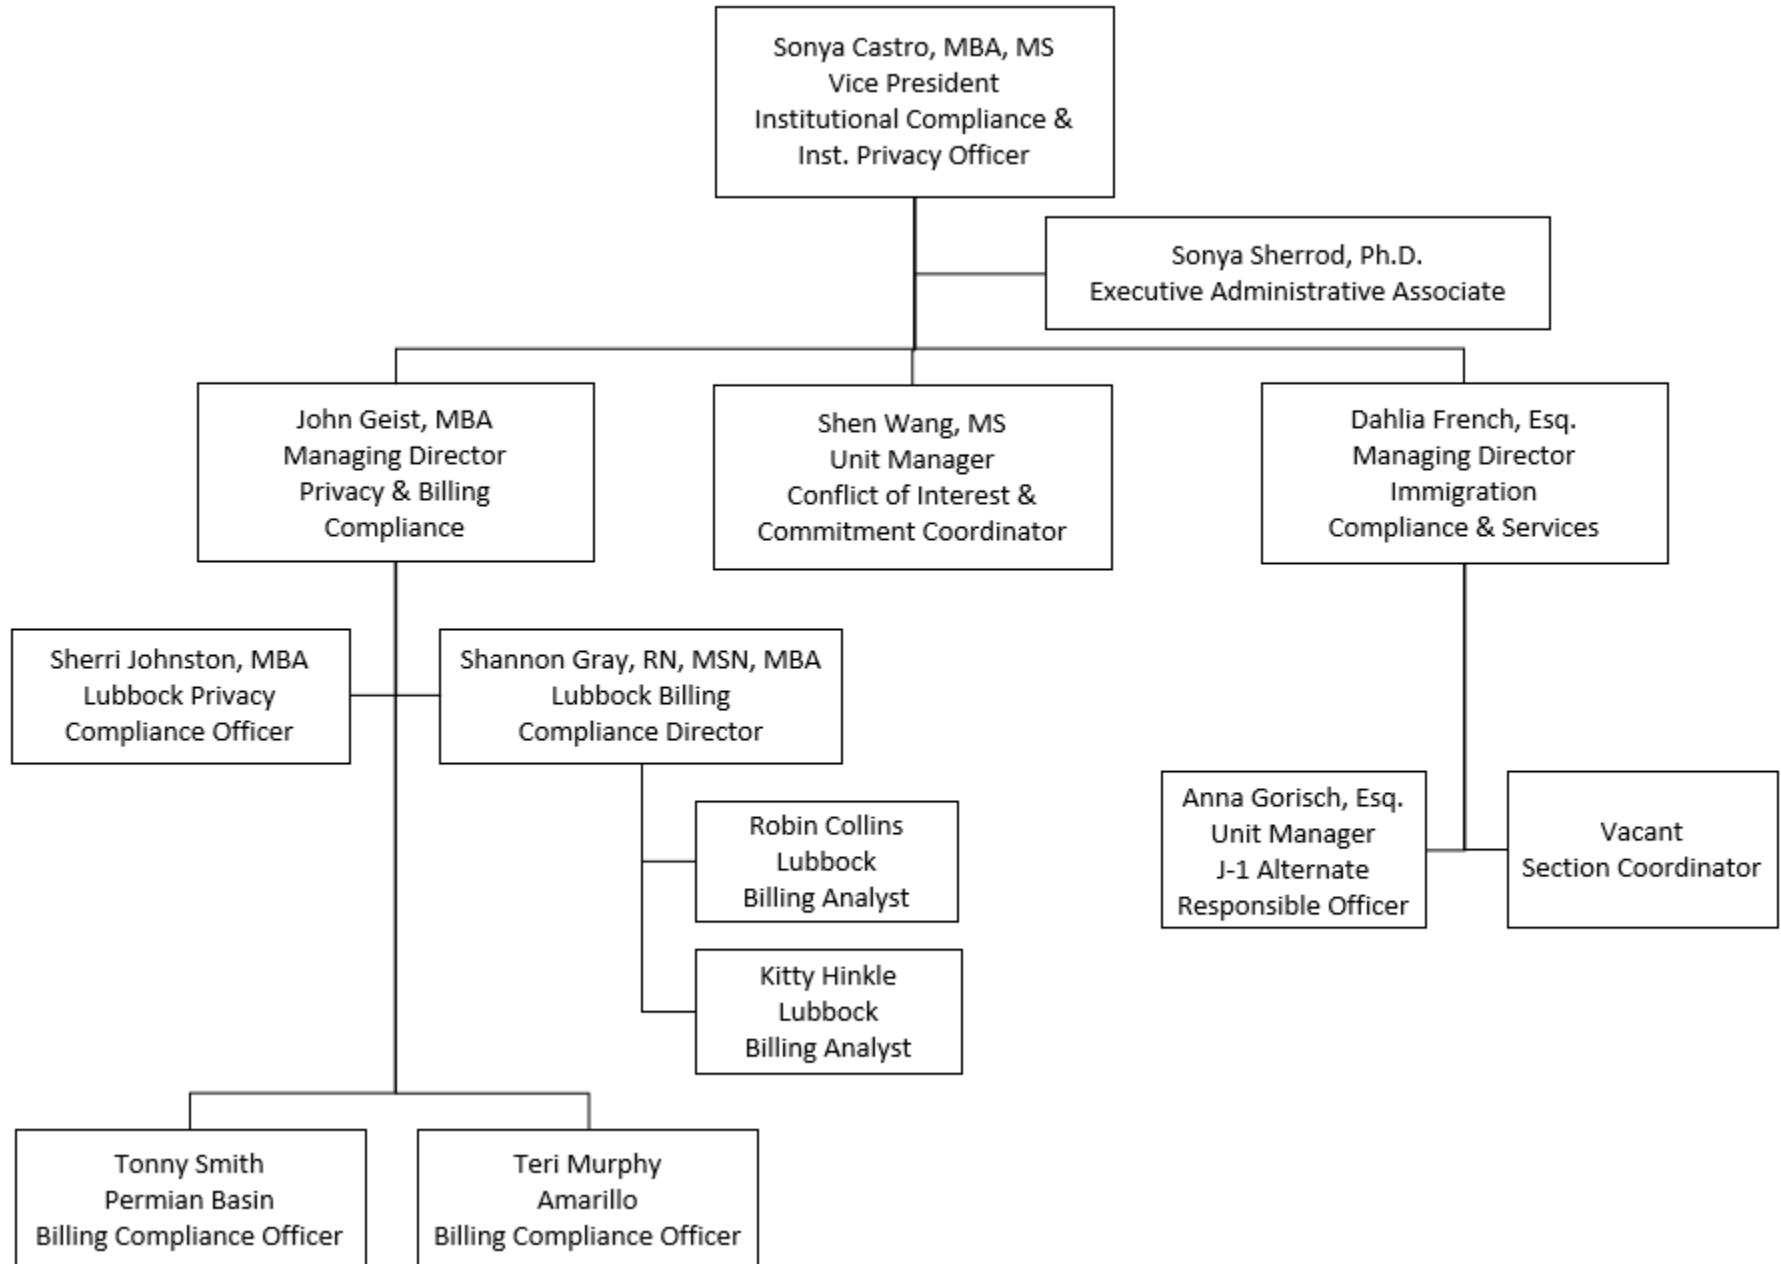 Sonya Castro, MBA, MS
Vice President
Institutional Compliance &
Inst. Privacy Officer
Sonya Sherrod, Ph.D.
Executive Administrative Associate
John Geist, MBA
Managing Director
Privacy & Billing
Compliance
Shen Wang, MS
Unit Manager
Conflict of Interest &
Commitment Coordinator
Dahlia French, Esq.
Managing Director
Immigration
Compliance & Services
Sherri Johnston, MBA
Lubbock Privacy
Compliance Officer
Shannon Gray, RN, MSN, MBA
Lubbock Billing
Compliance Director
Robin Collins
Lubbock
Billing Analyst
Kitty Hinkle
Lubbock
Billing Analyst
Anna Gorisch, Esq.
Unit Manager
J-1 Alternate
Responsible Officer
Vacant
Section Coordinator
Tonny Smith
Permian Basin
Billing Compliance Officer
Teri Murphy
Amarillo
Billing Compliance Officer